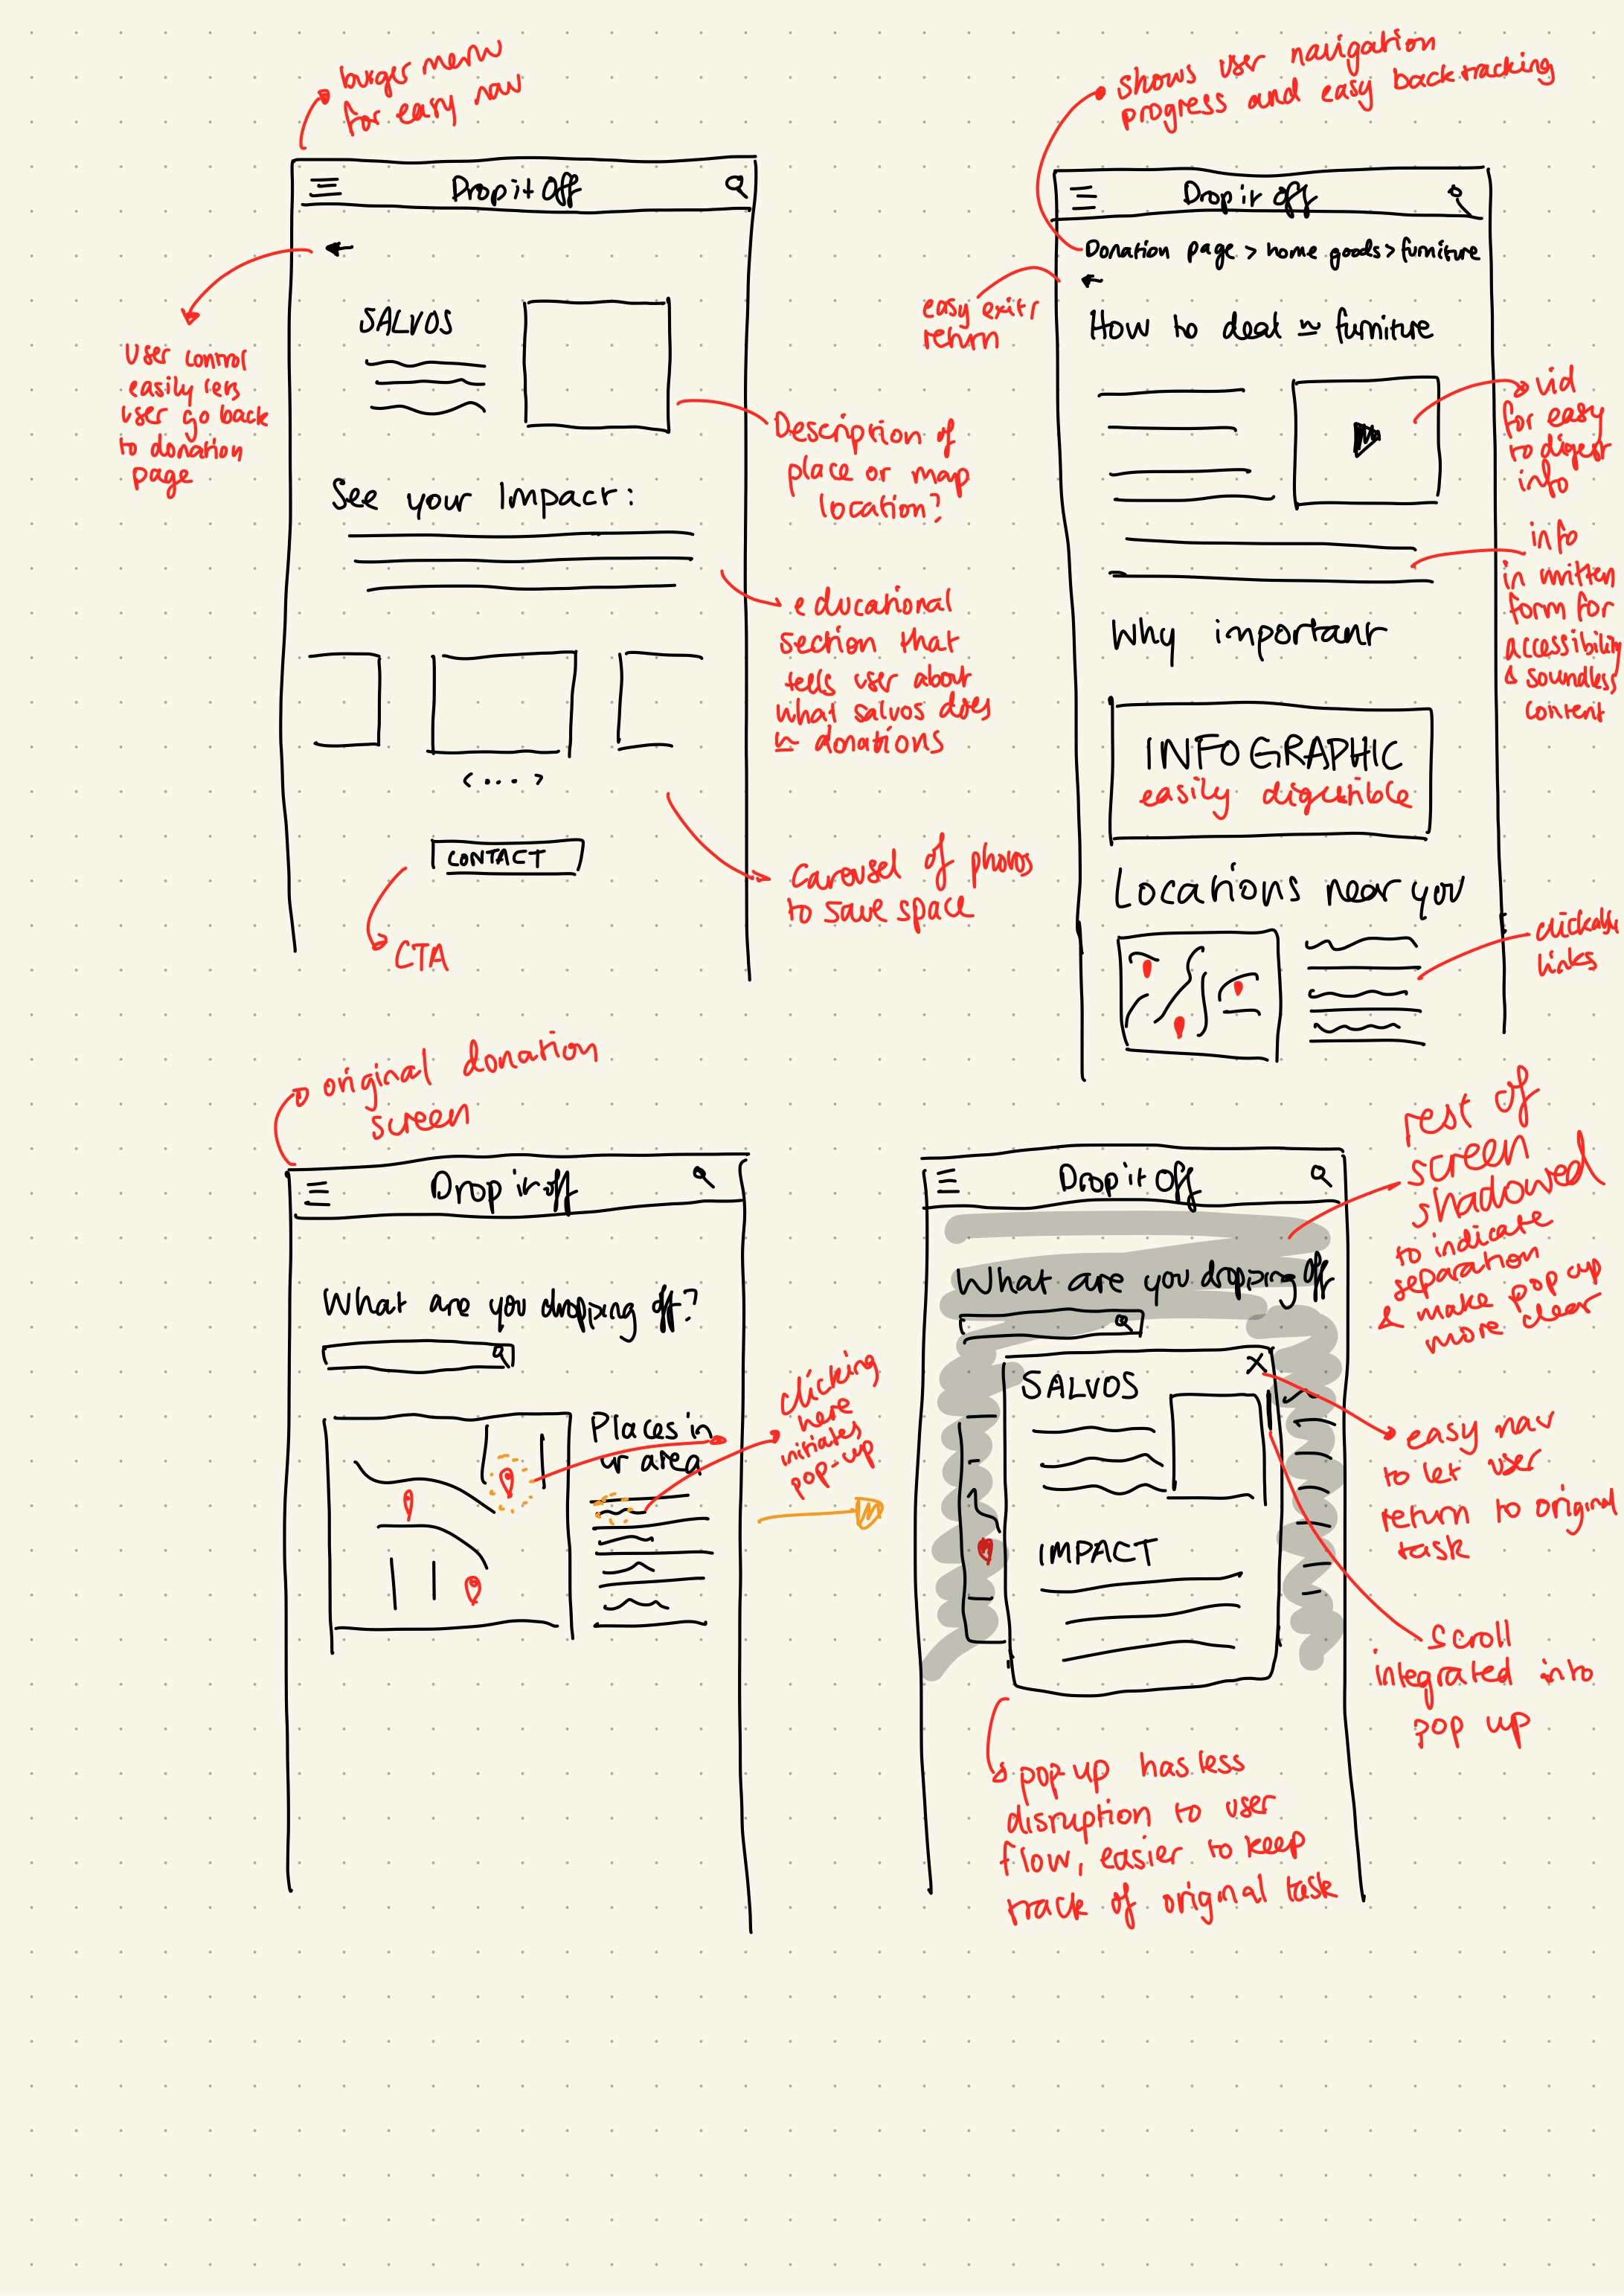 burger menu
for easy nav
Drop it Off
User control
easily lets
user go back
to donation
page
SALVOS
Description of
place or map
location?
See your Impact:
educational
section that
tells user about
what salvos does
w donations
<....>
Carousel of photos
to save space
CONTACT
CTA
shows user navigation
progress and easy backtracking
Drop it off
Donation page > home goods > furniture
easy exit
return
How to deal w furniture
vid
for easy
to digest
info
info
in written
form for
accessibility
& soundless
content
Why important
INFOGRAPHIC
easily digestible
Locations near you
clickable
links
original donation
screen
Drop it off
What are you dropping off?
Places in
ur area
clicking
here
initiates
pop-up
Drop it Off
rest of
screen
shadowed
to indicate
separation
& make pop up
more clear
What are you dropping off
SALVOS
X
easy nav
to let user
return to original
task
IMPACT
Scroll
integrated into
pop up
pop up has less
disruption to user
flow, easier to keep
track of original task